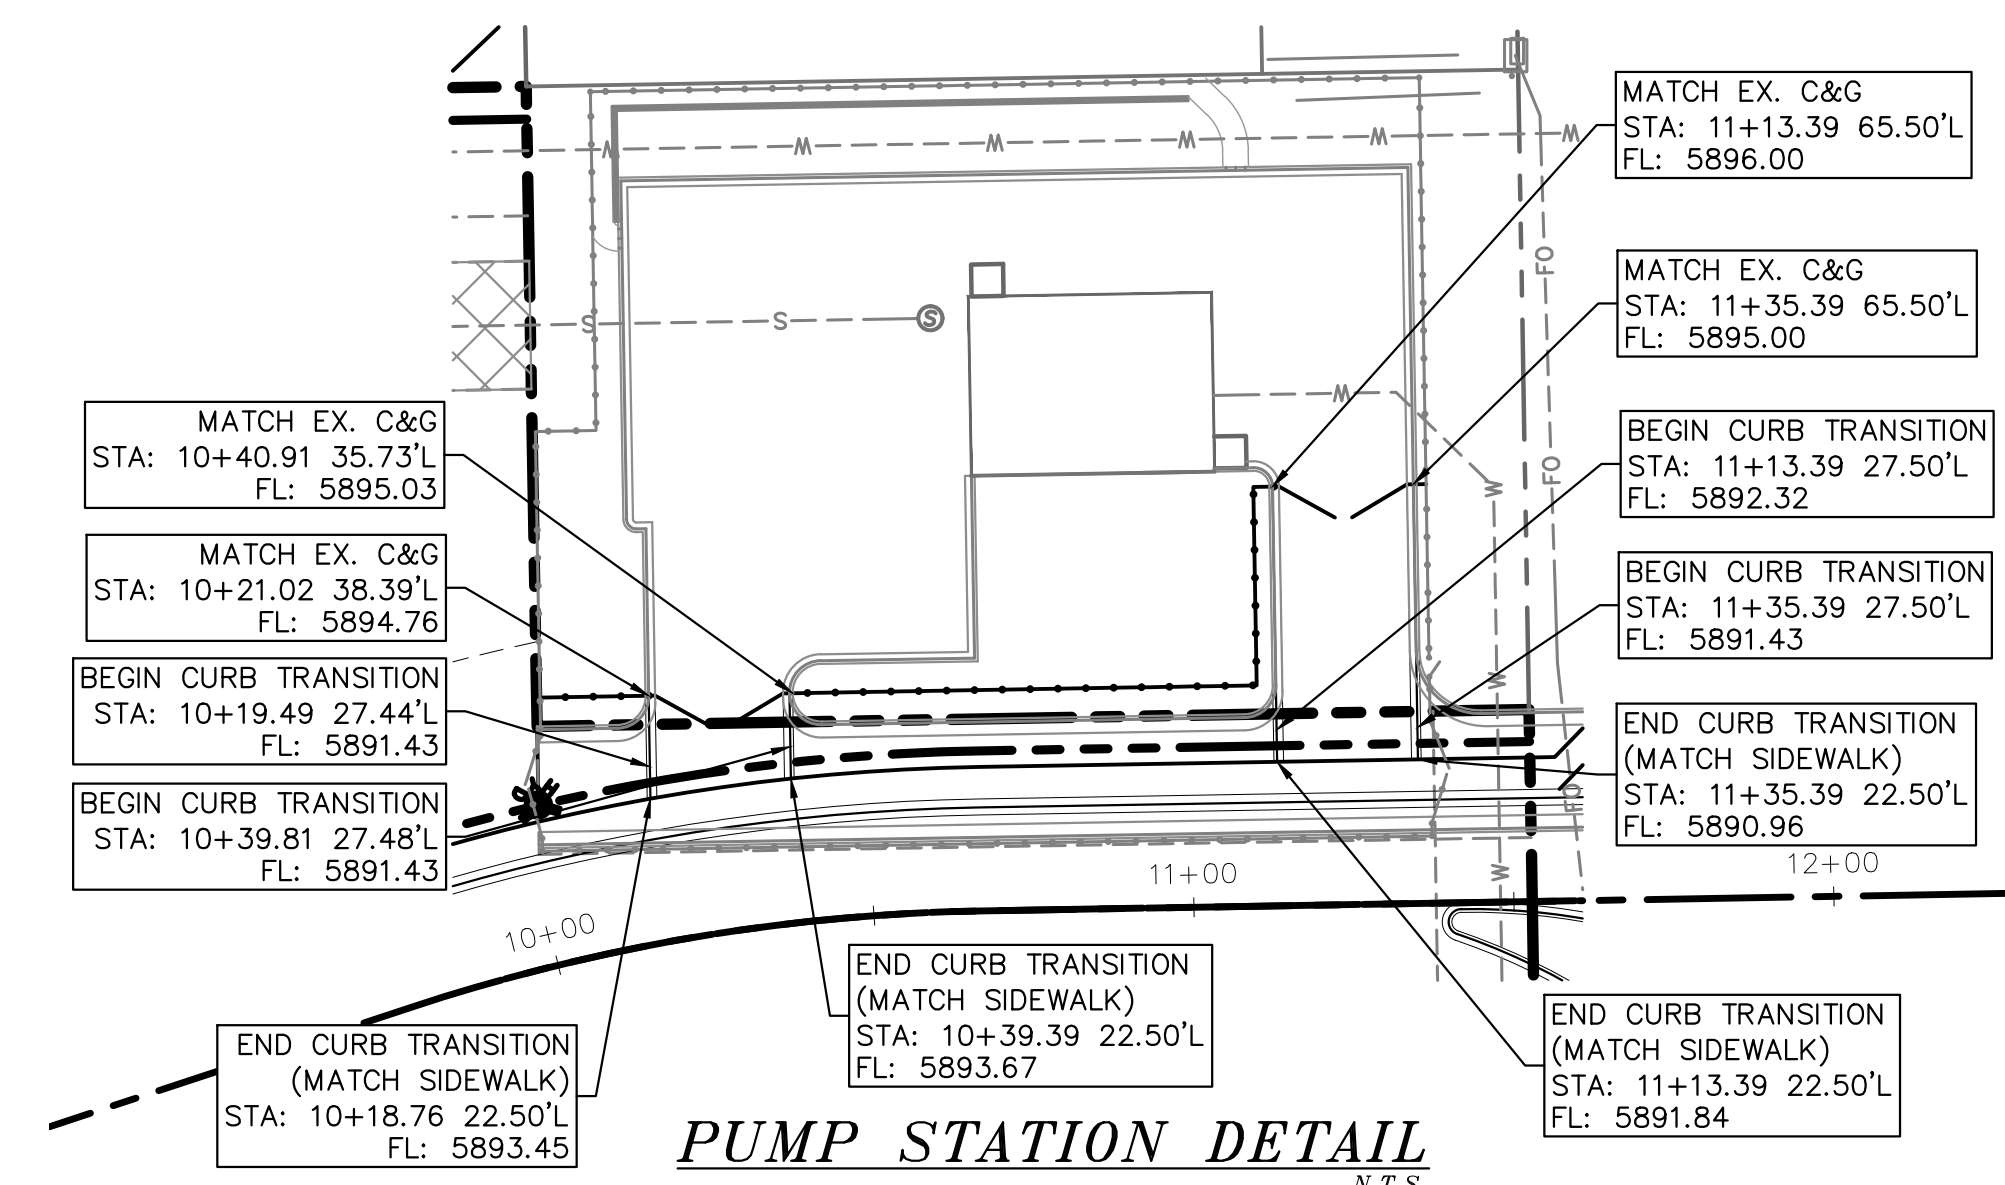 MATCH EX. C&G
STA: 11+13.39 65.50'L
FL: 5896.00
MATCH EX. C&G
STA: 11+35.39 65.50'L
FL: 5895.00
MATCH EX. C&G
STA: 10+40.91 35.73'L
FL: 5895.03
MATCH EX. C&G
STA: 10+21.02 38.39'L
FL: 5894.76
BEGIN CURB TRANSITION
STA: 10+19.49 27.44'L
FL: 5891.43
BEGIN CURB TRANSITION
STA: 10+39.81 27.48'L
FL: 5891.43
BEGIN CURB TRANSITION
STA: 11+13.39 27.50'L
FL: 5892.32
BEGIN CURB TRANSITION
STA: 11+35.39 27.50'L
FL: 5891.43
END CURB TRANSITION
(MATCH SIDEWALK)
STA: 11+35.39 22.50'L
FL: 5890.96
W W W W W W
S S S
W
W
W
W
FO
FO
FO
10+00
11+00
12+00
END CURB TRANSITION
(MATCH SIDEWALK)
STA: 10+18.76 22.50'L
FL: 5893.45
END CURB TRANSITION
(MATCH SIDEWALK)
STA: 10+39.39 22.50'L
FL: 5893.67
END CURB TRANSITION
(MATCH SIDEWALK)
STA: 11+13.39 22.50'L
FL: 5891.84
PUMP STATION DETAIL
N.T.S.